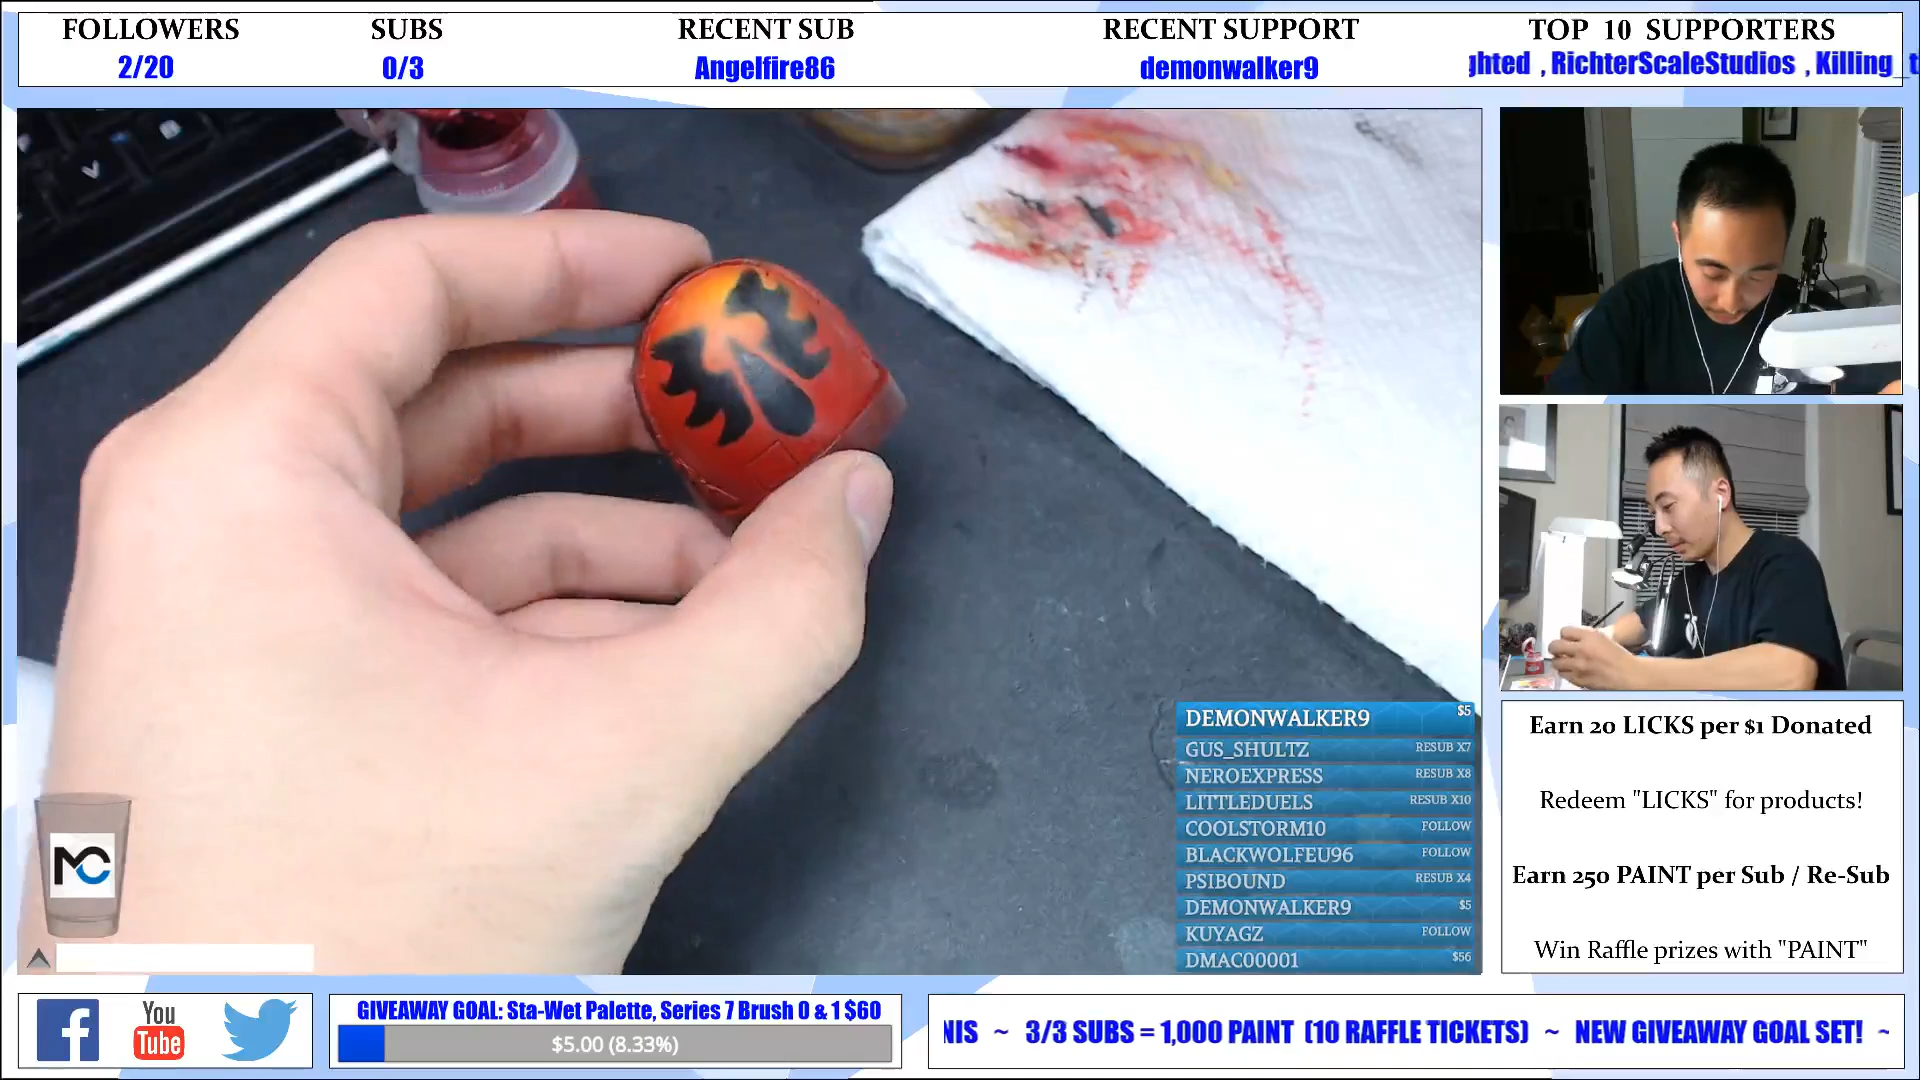 FOLLOWERS
2/20
SUBS
0/3
RECENT SUB
Angelfire86
RECENT SUPPORT
demonwalker9
TOP 10 SUPPORTERS
ghted , RichterScaleStudios , Killing_t
V
DEMONWALKER9 $5
GUS_SHULTZ RESUB X7
NEROEXPRESS RESUB X8
LITTLEDUELS RESUB X10
COOLSTORM10 FOLLOW
BLACKWOLFEU96 FOLLOW
PSIBOUND RESUB X4
DEMONWALKER9 $5
KUYAGZ FOLLOW
DMAC00001 $56
MC
Earn 20 LICKS per $1 Donated
Redeem "LICKS" for products!
Earn 250 PAINT per Sub / Re-Sub
Win Raffle prizes with "PAINT"
f
You
Tube
GIVEAWAY GOAL: Sta-Wet Palette, Series 7 Brush 0 & 1 $60
$5.00 (8.33%)
NIS ~ 3/3 SUBS = 1,000 PAINT (10 RAFFLE TICKETS) ~ NEW GIVEAWAY GOAL SET! ~